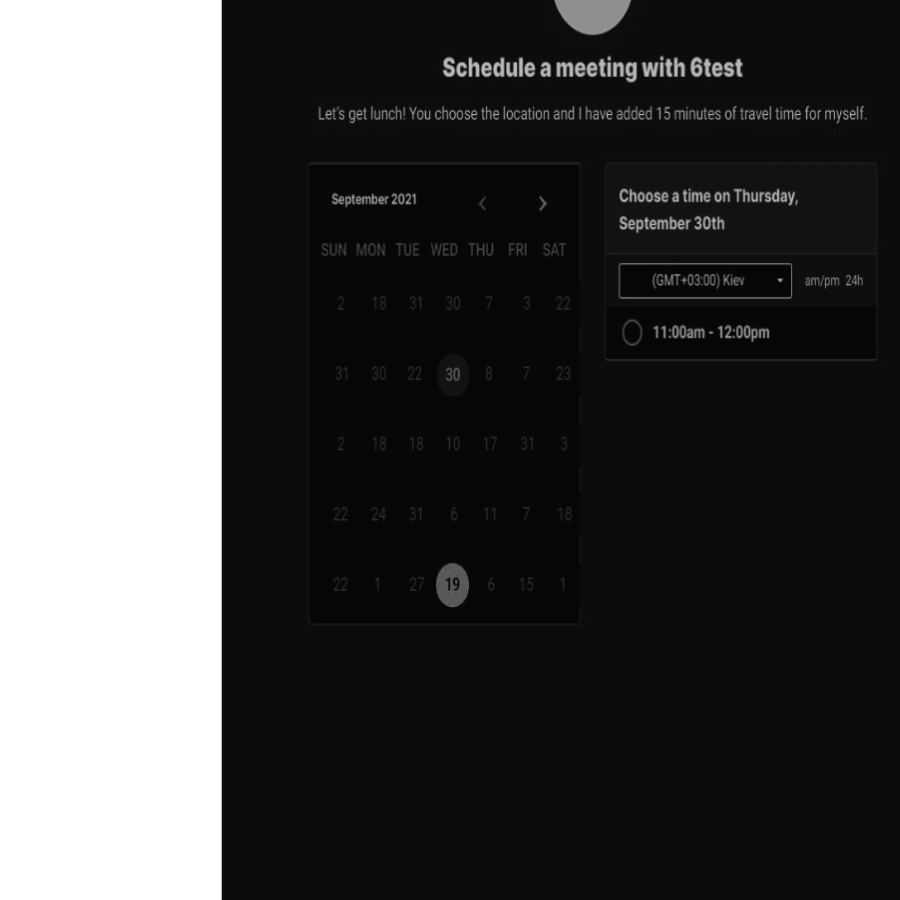 Schedule a meeting with 6test
Let's get lunch! You choose the location and I have added 15 minutes of travel time for myself.
September 2021
SUN MON TUE WED THU FRI SAT
2 18 31 30 7 3 22
31 30 22 30 8 7 23
2 18 18 10 17 31 3
22 24 31 6 11 7 18
22 1 27 19 6 15 1
Choose a time on Thursday,
September 30th
(GMT+03:00) Kiev am/pm 24h
11:00am - 12:00pm